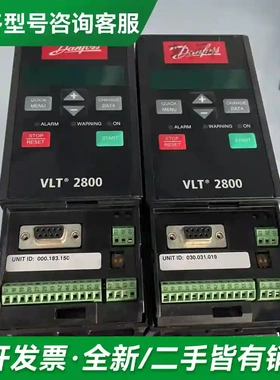 型号咨询客服
Danfoss
Danfoss
QUICK MENU
+
CHANGE DATA
QUICK MENU
+
CHANGE DATA
-
-
ALARM WARNING ON
ALARM WARNING ON
STOP RESET
START
STOP RESET
START
VLT® 2800
VLT® 2800
UNIT ID: 000.183.150
UNIT ID: 030.031.019
开发票·全新/二手皆有